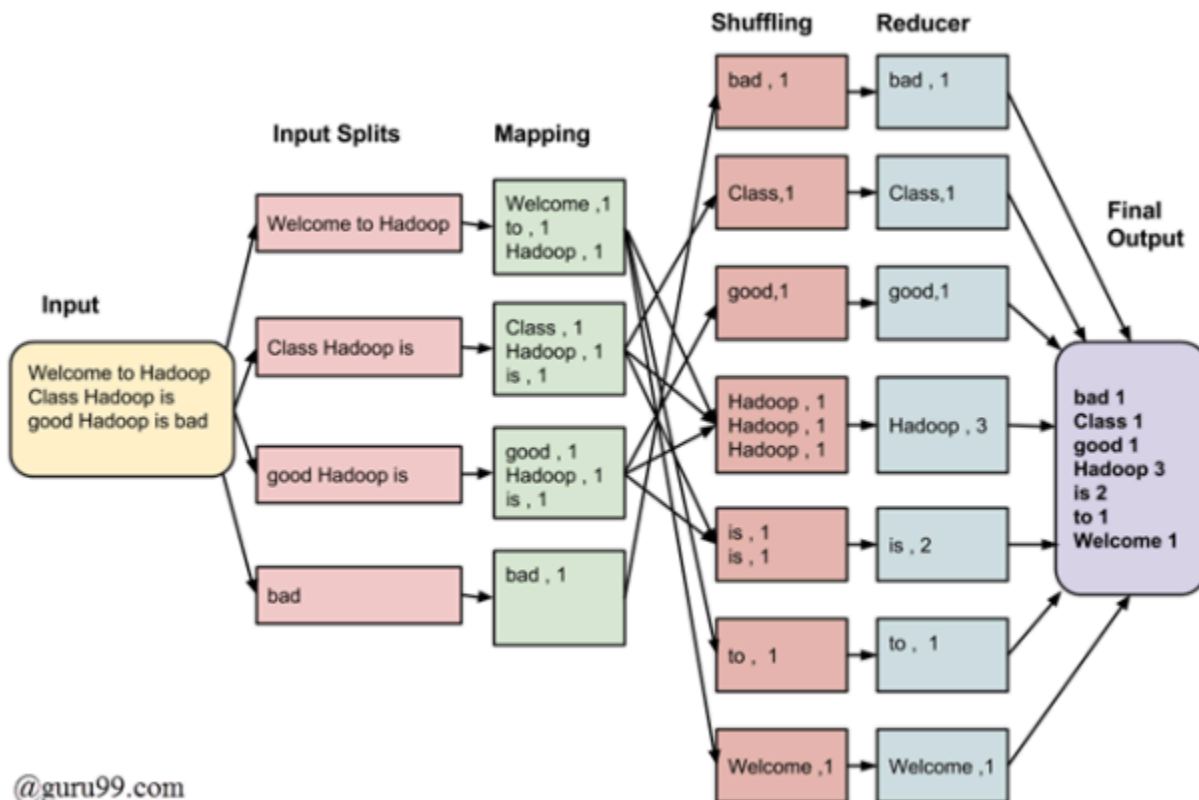 Input
Welcome to Hadoop
Class Hadoop is
good Hadoop is bad
Input Splits
Welcome to Hadoop
Class Hadoop is
good Hadoop is
bad
Mapping
Welcome ,1
to , 1
Hadoop , 1
Class , 1
Hadoop , 1
is , 1
good , 1
Hadoop , 1
is , 1
bad , 1
Shuffling
bad , 1
Class,1
good,1
Hadoop , 1
Hadoop , 1
Hadoop , 1
is , 1
is , 1
to , 1
Welcome ,1
Reducer
bad , 1
Class,1
good,1
Hadoop , 3
is , 2
to , 1
Welcome ,1
Final
Output
bad 1
Class 1
good 1
Hadoop 3
is 2
to 1
Welcome 1
@guru99.com